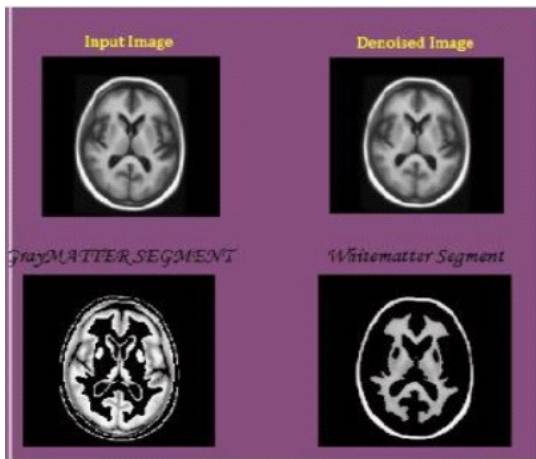 Input Image
Denoised Image
GrayMATTER SEGMENT
Whitematter Segment